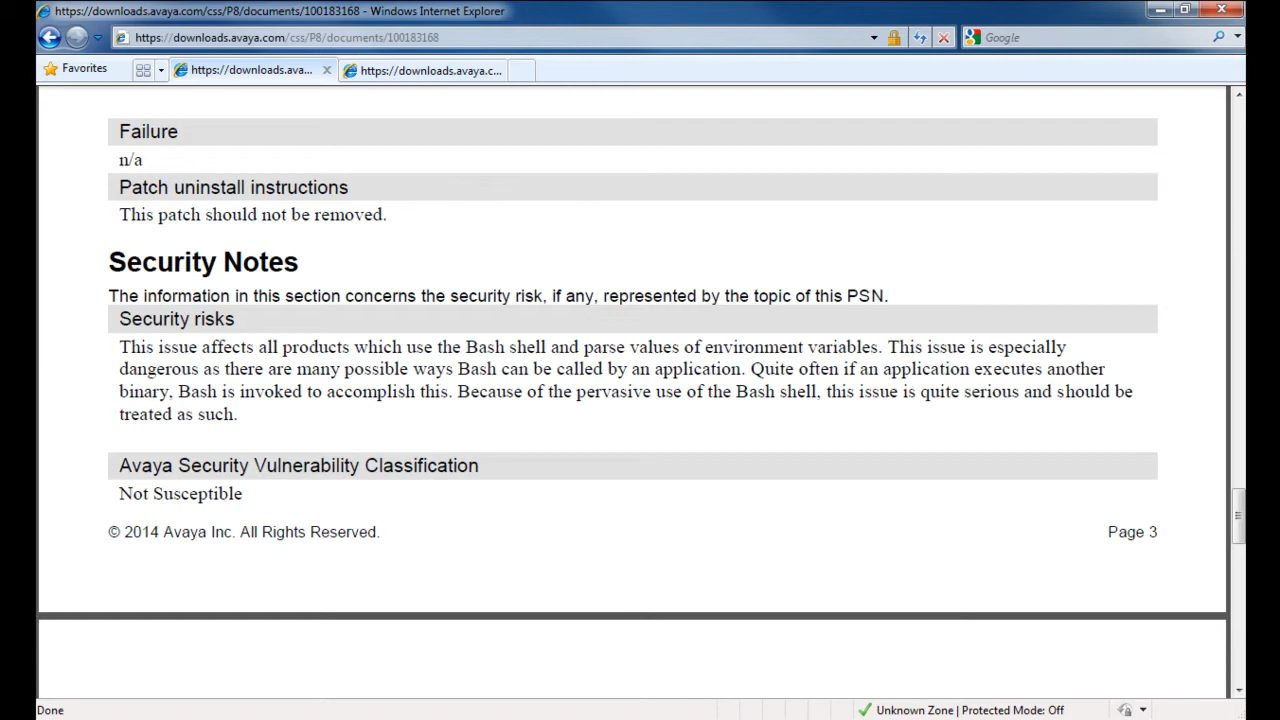 https://downloads.avaya.com/css/P8/documents/100183168 - Windows Internet Explorer
https://downloads.avaya.com/css/P8/documents/100183168
Google
Favorites
https://downloads.ava...
https://downloads.avaya.c...
Failure
n/a
Patch uninstall instructions
This patch should not be removed.
Security Notes
The information in this section concerns the security risk, if any, represented by the topic of this PSN.
Security risks
This issue affects all products which use the Bash shell and parse values of environment variables. This issue is especially
dangerous as there are many possible ways Bash can be called by an application. Quite often if an application executes another
binary, Bash is invoked to accomplish this. Because of the pervasive use of the Bash shell, this issue is quite serious and should be
treated as such.
Avaya Security Vulnerability Classification
Not Susceptible
© 2014 Avaya Inc. All Rights Reserved.
Page 3
Done
Unknown Zone | Protected Mode: Off